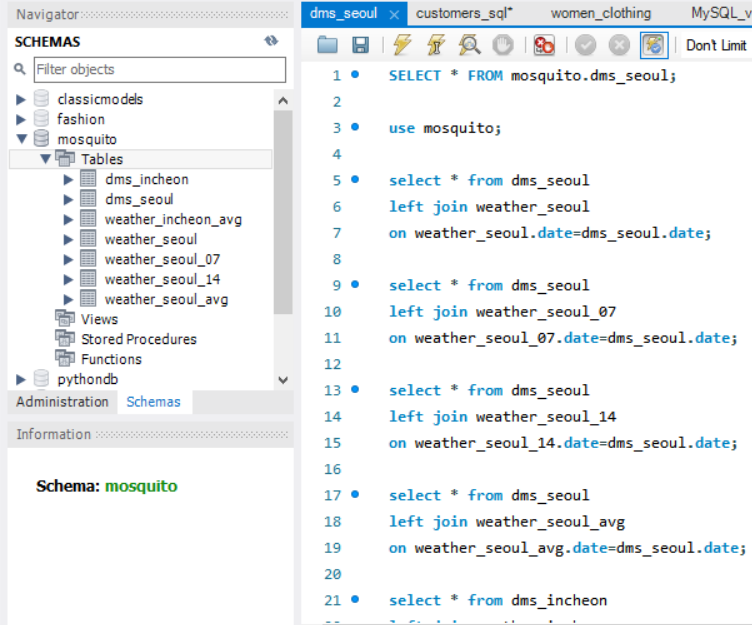 Navigator
SCHEMAS
Filter objects
classicmodels
fashion
mosquito
Tables
dms_incheon
dms_seoul
weather_incheon_avg
weather_seoul
weather_seoul_07
weather_seoul_14
weather_seoul_avg
Views
Stored Procedures
Functions
pythondb
Administration Schemas
Information
Schema: mosquito
dms_seoul customers_sql* women_clothing MySQL_v
Don't Limit
1 SELECT * FROM mosquito.dms_seoul;
2
3 use mosquito;
4
5 select * from dms_seoul
6 left join weather_seoul
7 on weather_seoul.date=dms_seoul.date;
8
9 select * from dms_seoul
10 left join weather_seoul_07
11 on weather_seoul_07.date=dms_seoul.date;
12
13 select * from dms_seoul
14 left join weather_seoul_14
15 on weather_seoul_14.date=dms_seoul.date;
16
17 select * from dms_seoul
18 left join weather_seoul_avg
19 on weather_seoul_avg.date=dms_seoul.date;
20
21 select * from dms_incheon